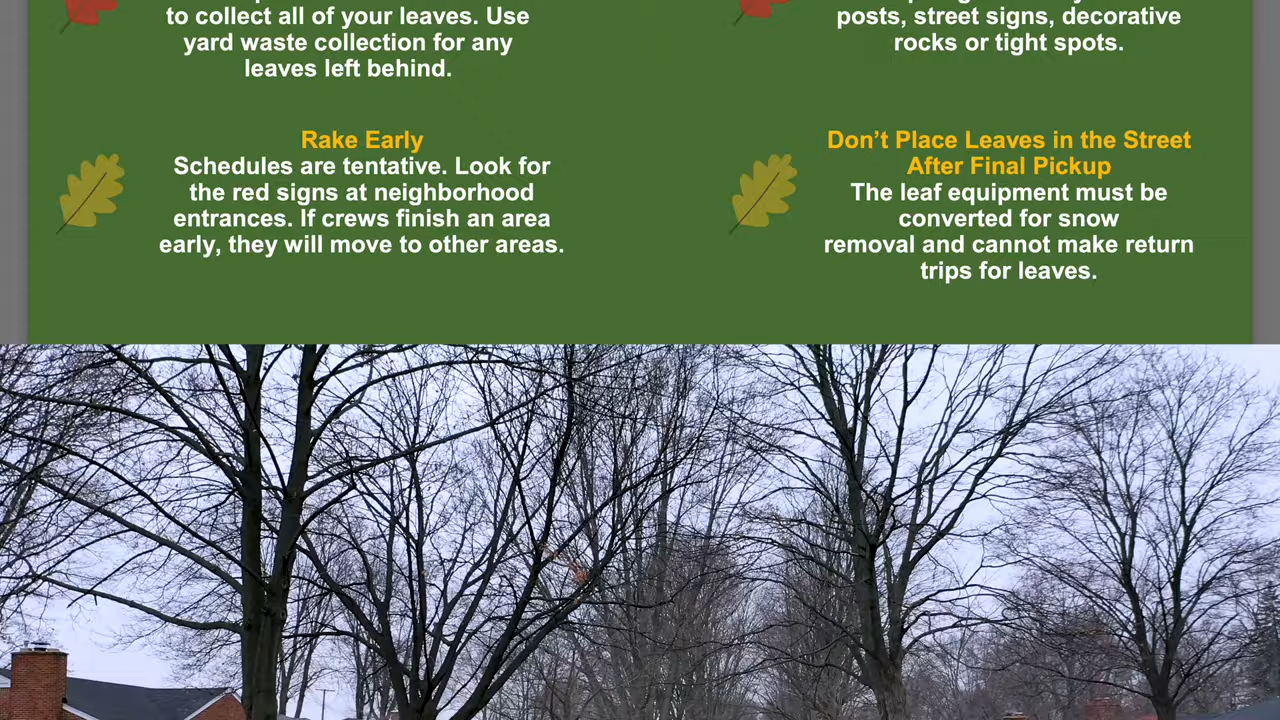 to collect all of your leaves. Use
yard waste collection for any
leaves left behind.
posts, street signs, decorative
rocks or tight spots.
Rake Early
Schedules are tentative. Look for
the red signs at neighborhood
entrances. If crews finish an area
early, they will move to other areas.
Don’t Place Leaves in the Street
After Final Pickup
The leaf equipment must be
converted for snow
removal and cannot make return
trips for leaves.